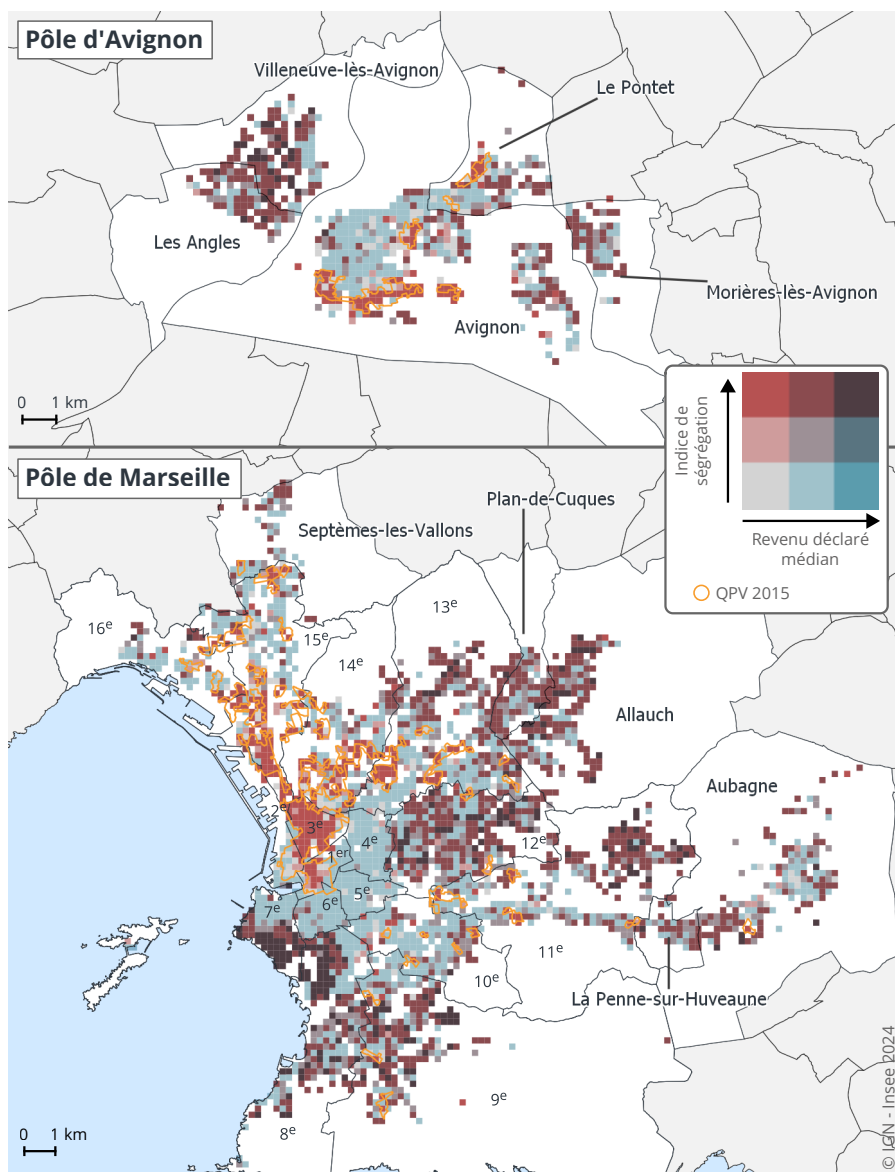 Pôle d'Avignon
Villeneuve-lès-Avignon
Le Pontet
Les Angles
Morières-lès-Avignon
Avignon
0 1 km
Indice de
ségrégation
Revenu déclaré
médian
QPV 2015
Pôle de Marseille
Plan-de-Cuques
Septèmes-les-Vallons
13e
16e
15e
14e
Allauch
Aubagne
2e
3e
4e
12e
1er
5e
6e
7e
11e
10e
La Penne-sur-Huveaune
9e
8e
0 1 km
© IGN - Insee 2024